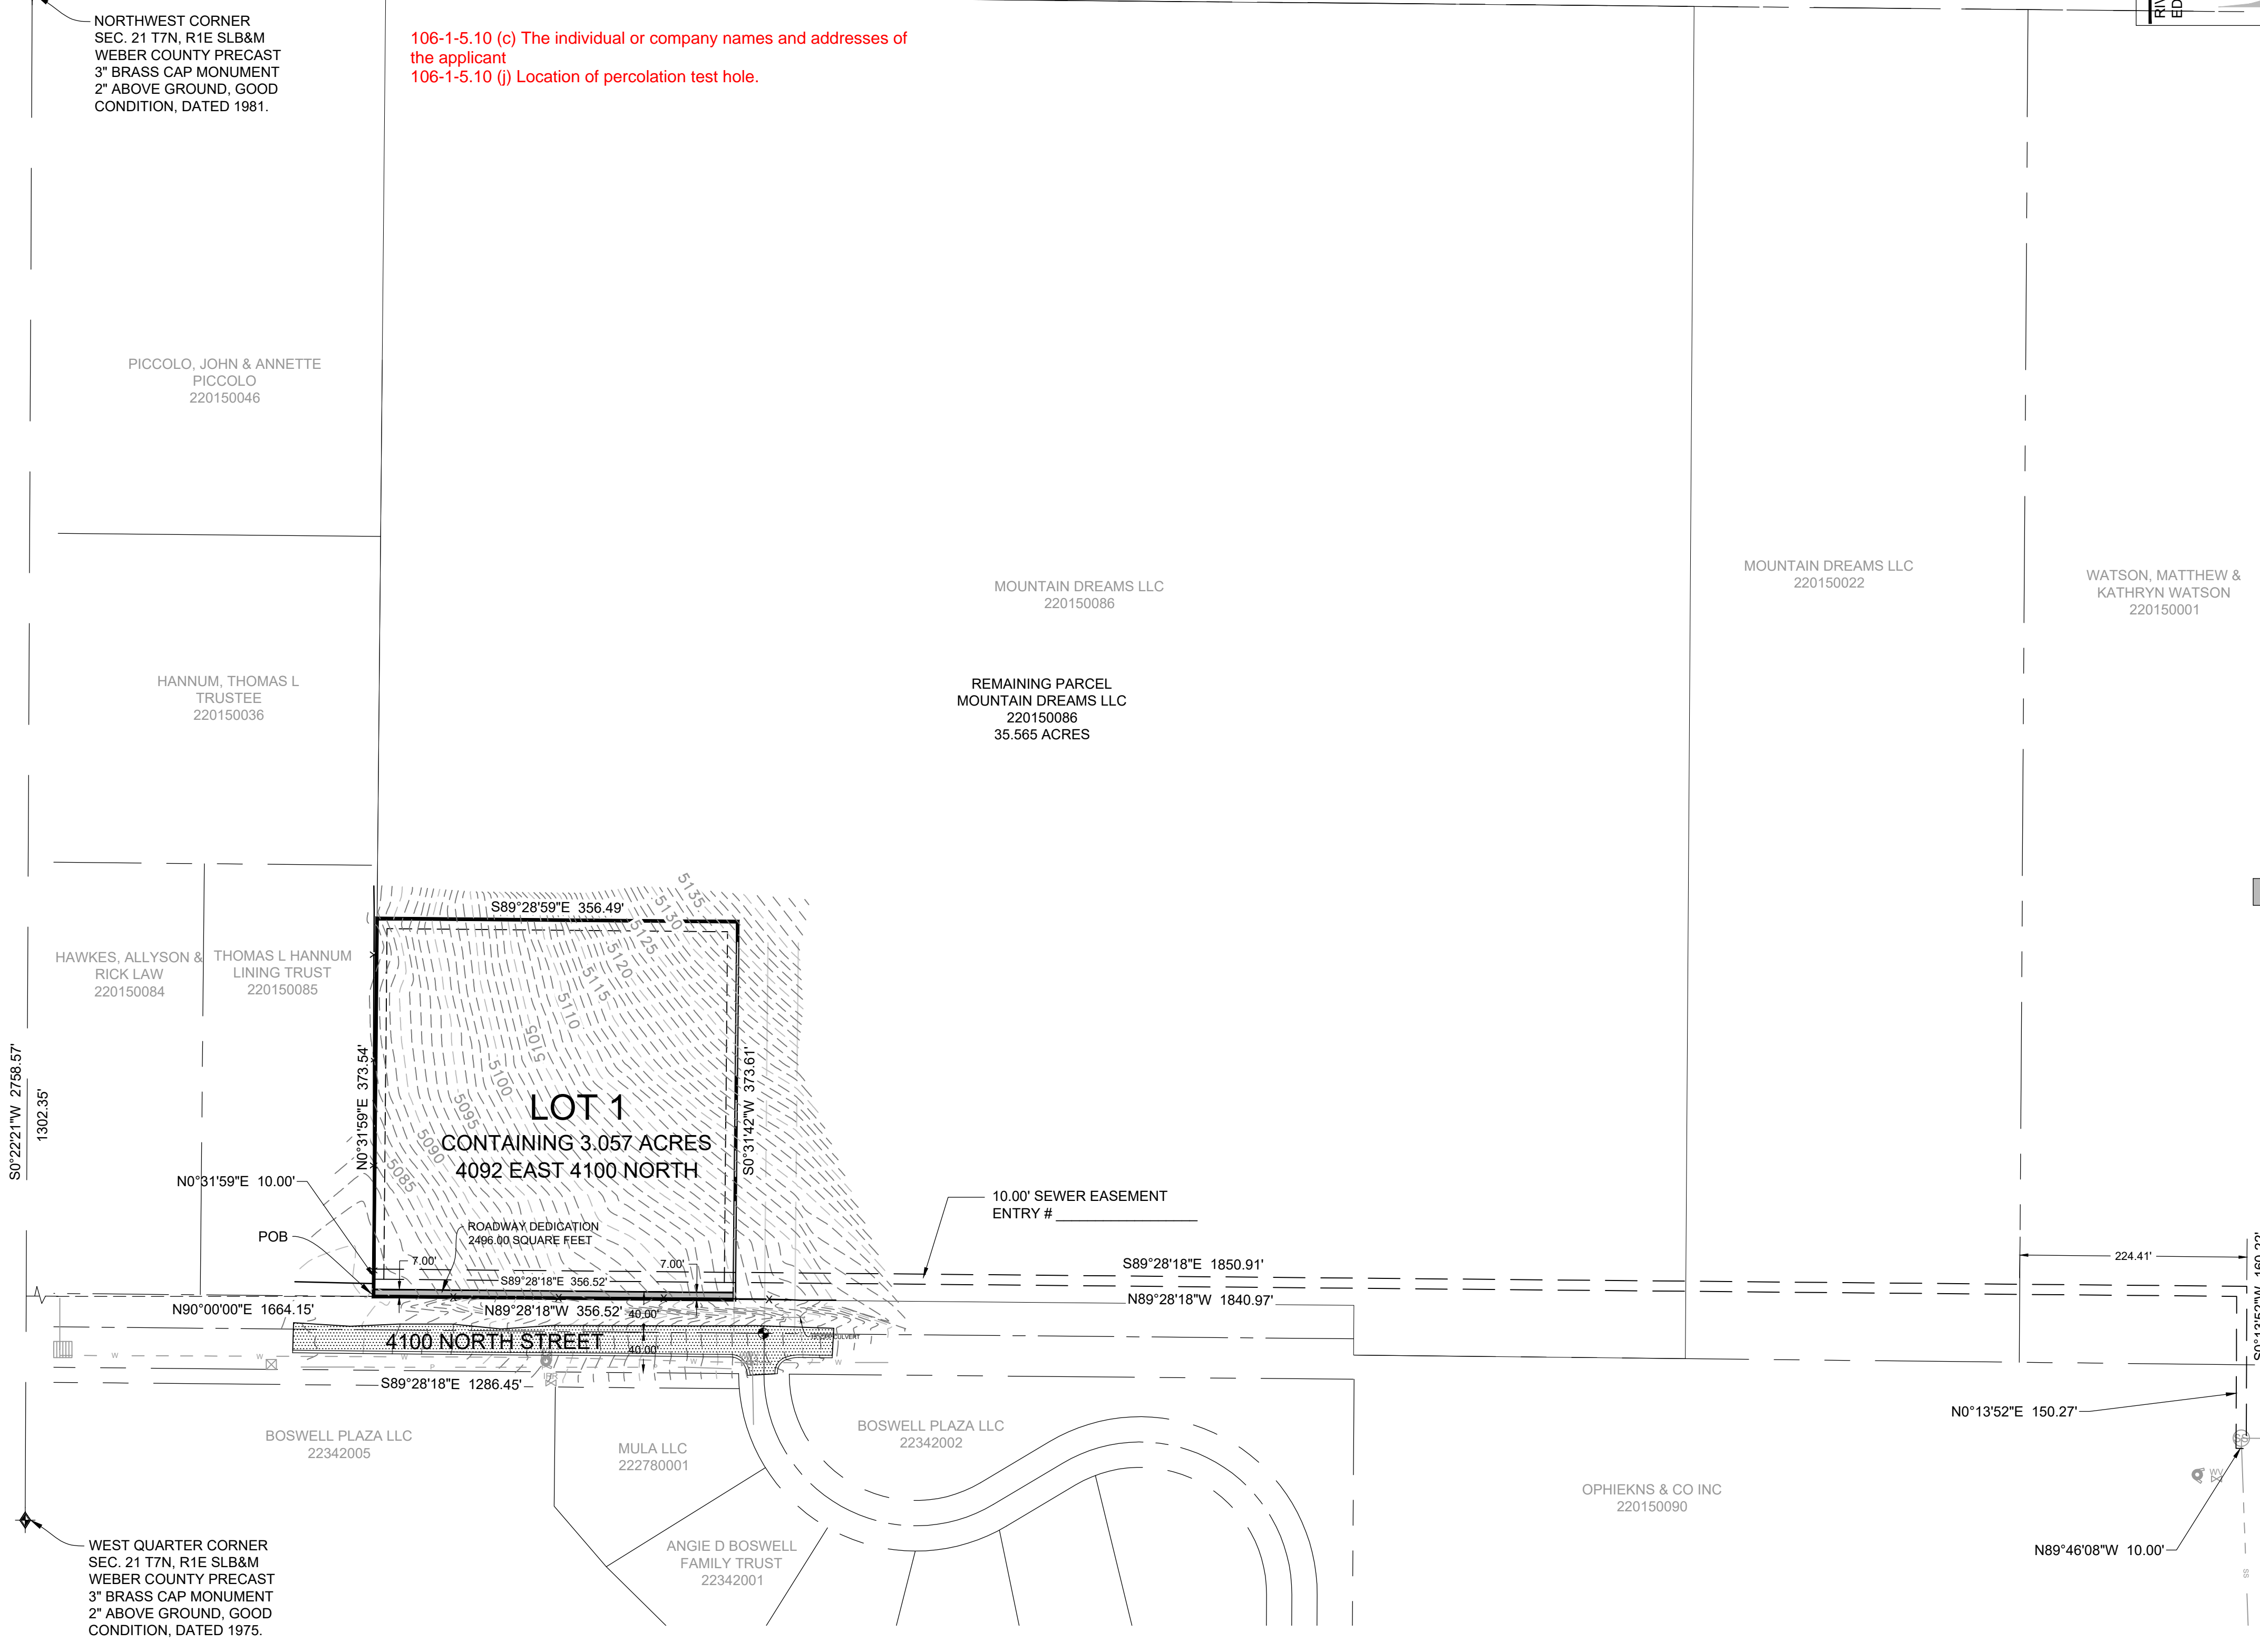 NORTHWEST CORNER
SEC. 21 T7N, R1E SLB&M
WEBER COUNTY PRECAST
3" BRASS CAP MONUMENT
2" ABOVE GROUND, GOOD
CONDITION, DATED 1981.
106-1-5.10 (c) The individual or company names and addresses of
the applicant
106-1-5.10 (j) Location of percolation test hole.
PICCOLO, JOHN & ANNETTE
PICCOLO
220150046
MOUNTAIN DREAMS LLC
220150086
MOUNTAIN DREAMS LLC
220150022
WATSON, MATTHEW &
KATHRYN WATSON
220150001
HANNUM, THOMAS L
TRUSTEE
220150036
REMAINING PARCEL
MOUNTAIN DREAMS LLC
220150086
35.565 ACRES
HAWKES, ALLYSON &
RICK LAW
220150084
THOMAS L HANNUM
LINING TRUST
220150085
S89°28'59"E 356.49'
5135
5130
5125
5120
5115
5110
5105
5100
5095
5090
5085
S0°22'21"W 2758.57'
1302.35'
N0°31'59"E 373.54'
S0°31'42"W 373.61'
LOT 1
CONTAINING 3.057 ACRES
4092 EAST 4100 NORTH
N0°31'59"E 10.00'
POB
ROADWAY DEDICATION
2496.00 SQUARE FEET
7.00'
7.00'
S89°28'18"E 356.52'
10.00' SEWER EASEMENT
ENTRY #
S89°28'18"E 1850.91'
N89°28'18"W 1840.97'
224.41'
S0°13'52"W 160.22'
N90°00'00"E 1664.15'
N89°28'18"W 356.52'
40.00'
4100 NORTH STREET
40.00'
W
W
W
P
W
W
S89°28'18"E 1286.45'
BOSWELL PLAZA LLC
22342005
MULA LLC
222780001
BOSWELL PLAZA LLC
22342002
ANGIE D BOSWELL
FAMILY TRUST
22342001
OPHIEKNS & CO INC
220150090
N0°13'52"E 150.27'
SS
WV
N89°46'08"W 10.00'
SS
WEST QUARTER CORNER
SEC. 21 T7N, R1E SLB&M
WEBER COUNTY PRECAST
3" BRASS CAP MONUMENT
2" ABOVE GROUND, GOOD
CONDITION, DATED 1975.